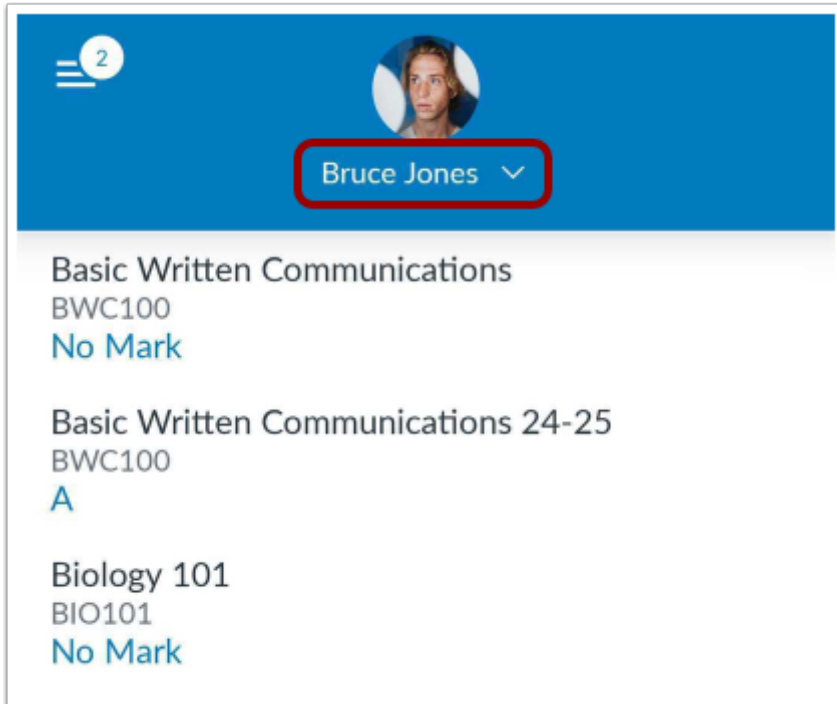 2
Bruce Jones
Basic Written Communications
BWC100
No Mark
Basic Written Communications 24-25
BWC100
A
Biology 101
BIO101
No Mark